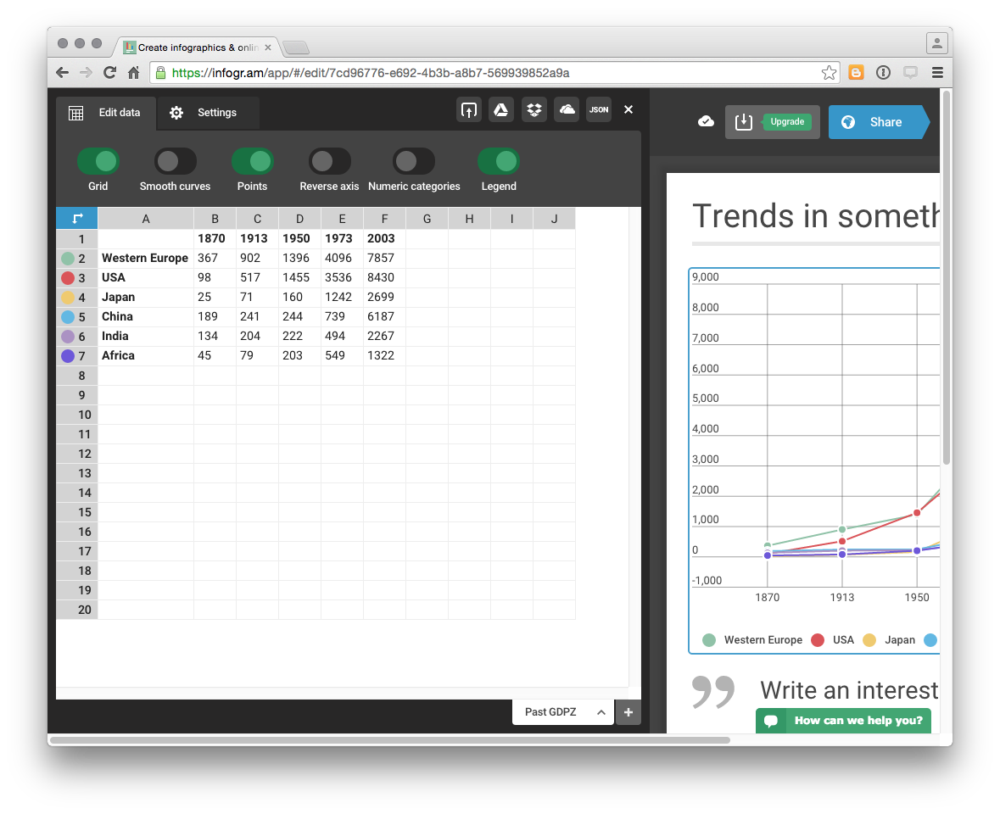 Create infographics & onlin
https://infogr.am/app/#/edit/7cd96776-e692-4b3b-a8b7-569939852a9a
Edit data Settings JSON
Upgrade Share
Grid Smooth curves Points Reverse axis Numeric categories Legend
A B C D E F G H I J
1 1870 1913 1950 1973 2003
2 Western Europe 367 902 1396 4096 7857
3 USA 98 517 1455 3536 8430
4 Japan 25 71 160 1242 2699
5 China 189 241 244 739 6187
6 India 134 204 222 494 2267
7 Africa 45 79 203 549 1322
8
9
10
11
12
13
14
15
16
17
18
19
20
Past GDPZ
Trends in someth
9,000
8,000
7,000
6,000
5,000
4,000
3,000
2,000
1,000
0
-1,000
1870 1913 1950
Western Europe USA Japan
Write an interest
How can we help you?